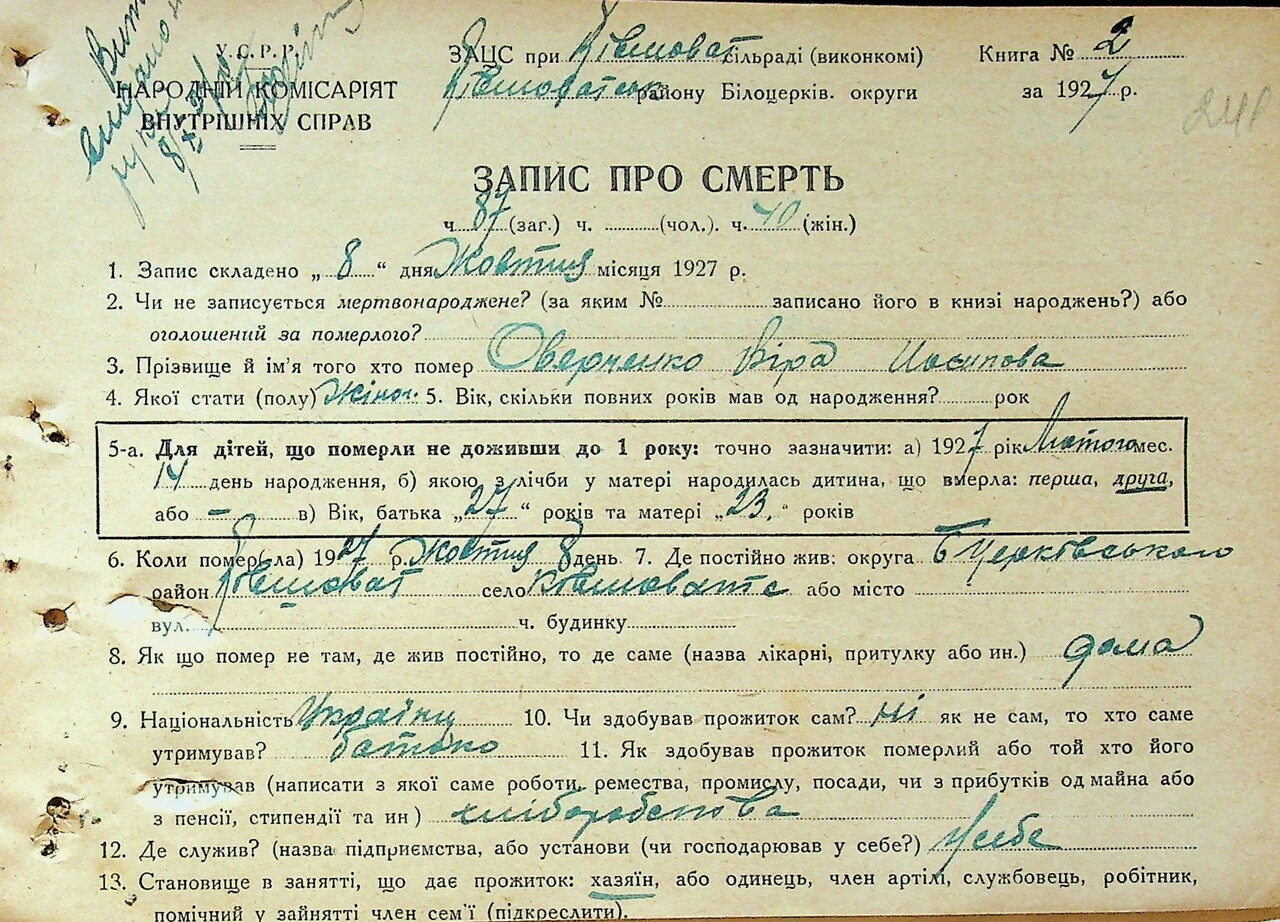 У.С.Р.Р. ЗАЦС при Ківшоват сільраді (виконкомі) Книга № 2
НАРОДНІЙ КОМІСАРІЯТ Ківшоватськ району Білоцерків. округи за 1927 р.
ВНУТРІШНІХ СПРАВ
8/X 241
ЗАПИС ПРО СМЕРТЬ
ч. 87 (заг.) ч. (чол.). ч. 40 (жін.)
1. Запис складено „ 8 “ дня Жовтня місяця 1927 р.
2. Чи не записується мертвонароджене? (за яким № записано його в книзі народжень?) або
оголошений за померлого?
3. Прізвище й ім'я того хто помер Оверченко Віра Иосипова
4. Якої стати (полу) Жіноч. 5. Вік, скільки повних років мав од народження? рок
5-а. Для дітей, що померли не доживши до 1 року: точно зазначити: а) 1927 рік Лютого мес.
14 день народження, б) якою з лічби у матері народилась дитина, що вмерла: перша, друга,
або – в) Вік, батька „27“ років та матері „23.“ років
6. Коли помер(ла) 1927 р. Жовтня 8 день 7. Де постійно жив: округа Б Церківського
район Ківшоват село Ківшовате або місто
вул. ч. будинку
8. Як що помер не там, де жив постійно, то де саме (назва лікарні, притулку або ин.) дома
9. Національність Українц 10. Чи здобував прожиток сам? ні як не сам, то хто саме
утримував? батько 11. Як здобував прожиток померлий або той хто його
утримував (написати з якої саме роботи, ремества, промислу, посади, чи з прибутків од майна або
з пенсії, стипендії та ин) хліборобства
12. Де служив? (назва підприємства, або установи (чи господарював у себе?) У себе
13. Становище в занятті, що дає прожиток: хазяїн, або одинець, член артілі, службовець, робітник,
помічний у зайнятті член сем'ї (підкреслити).